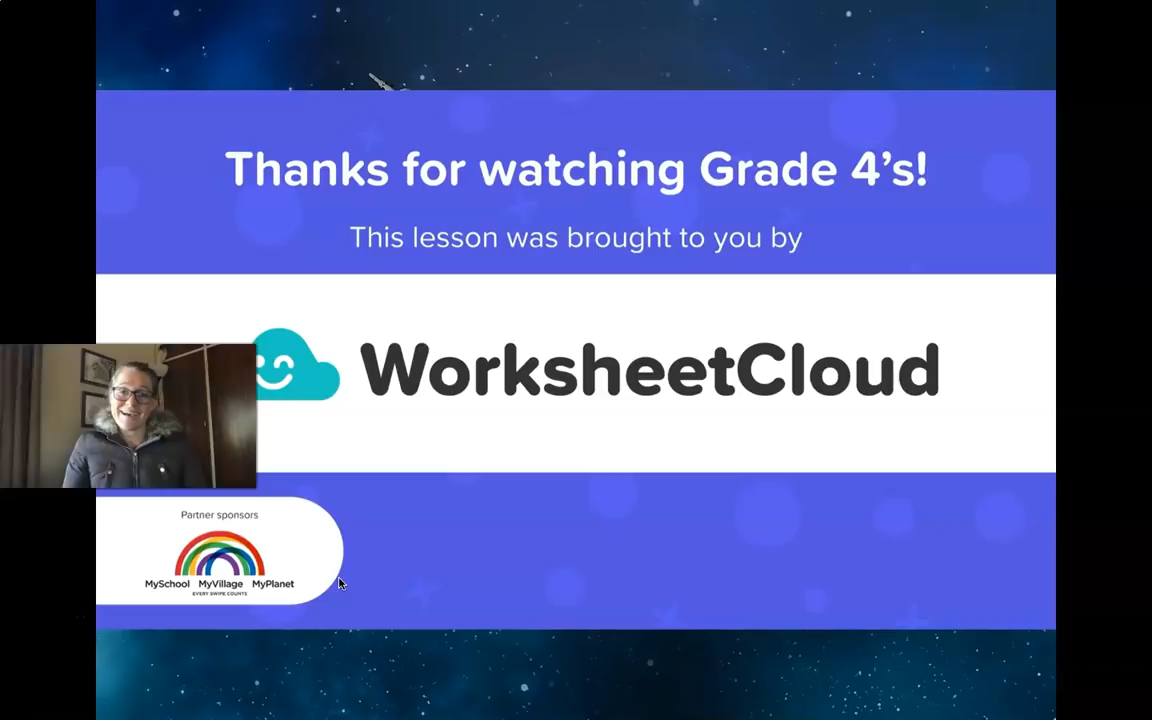 Thanks for watching Grade 4’s!
This lesson was brought to you by
WorksheetCloud
Partner sponsors
MySchool MyVillage MyPlanet
EVERY SWIPE COUNTS